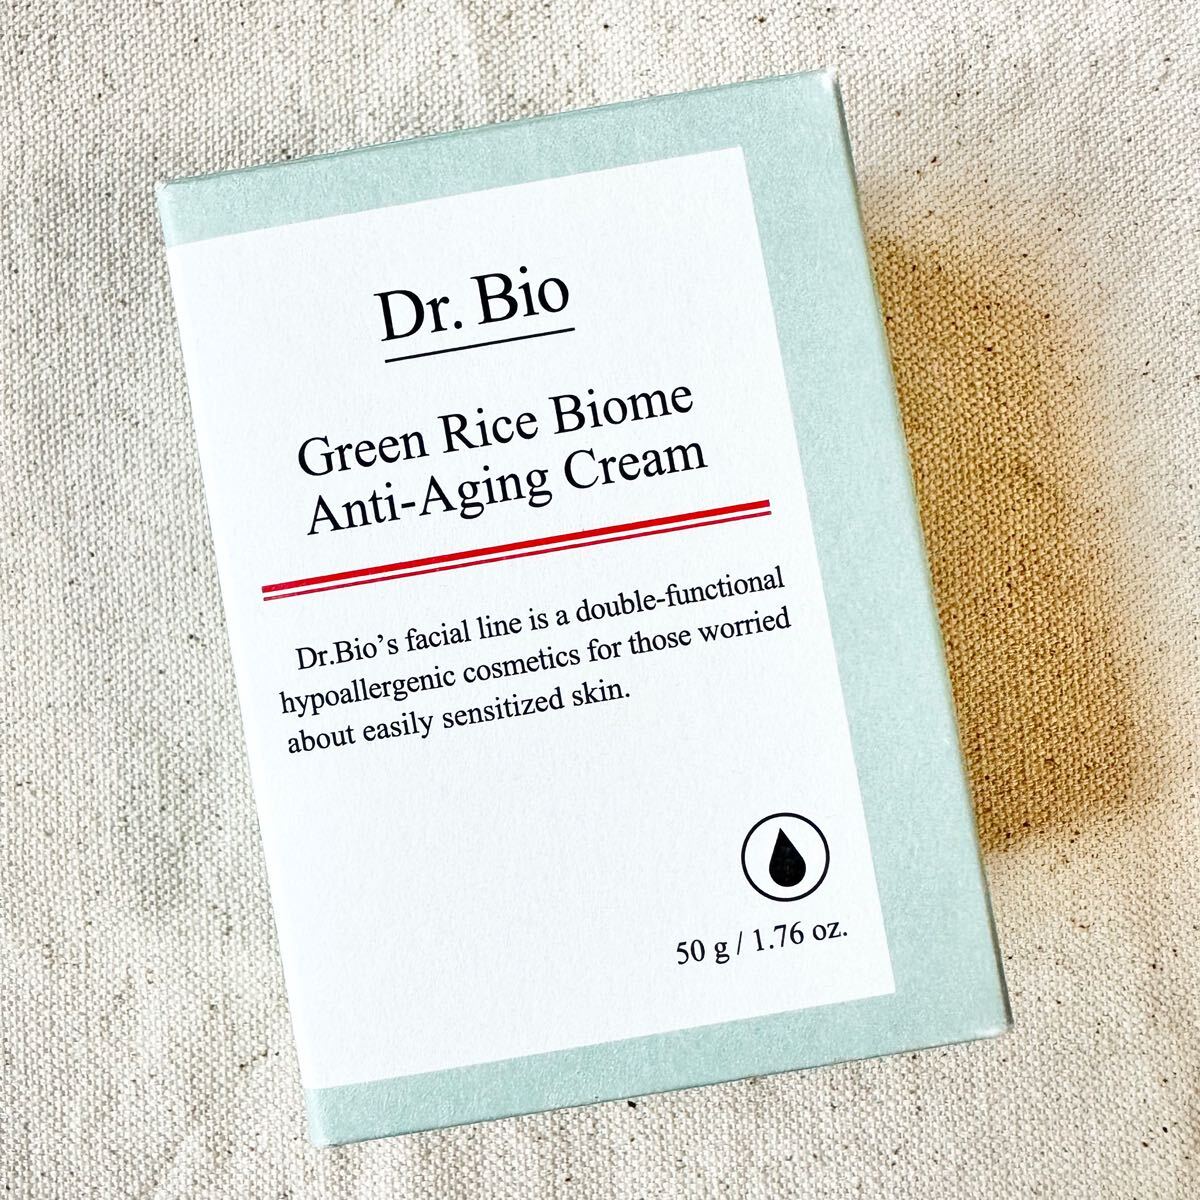 Dr. Bio
Green Rice Biome
Anti-Aging Cream
Dr.Bio’s facial line is a double-functional
hypoallergenic cosmetics for those worried
about easily sensitized skin.
50 g / 1.76 oz.